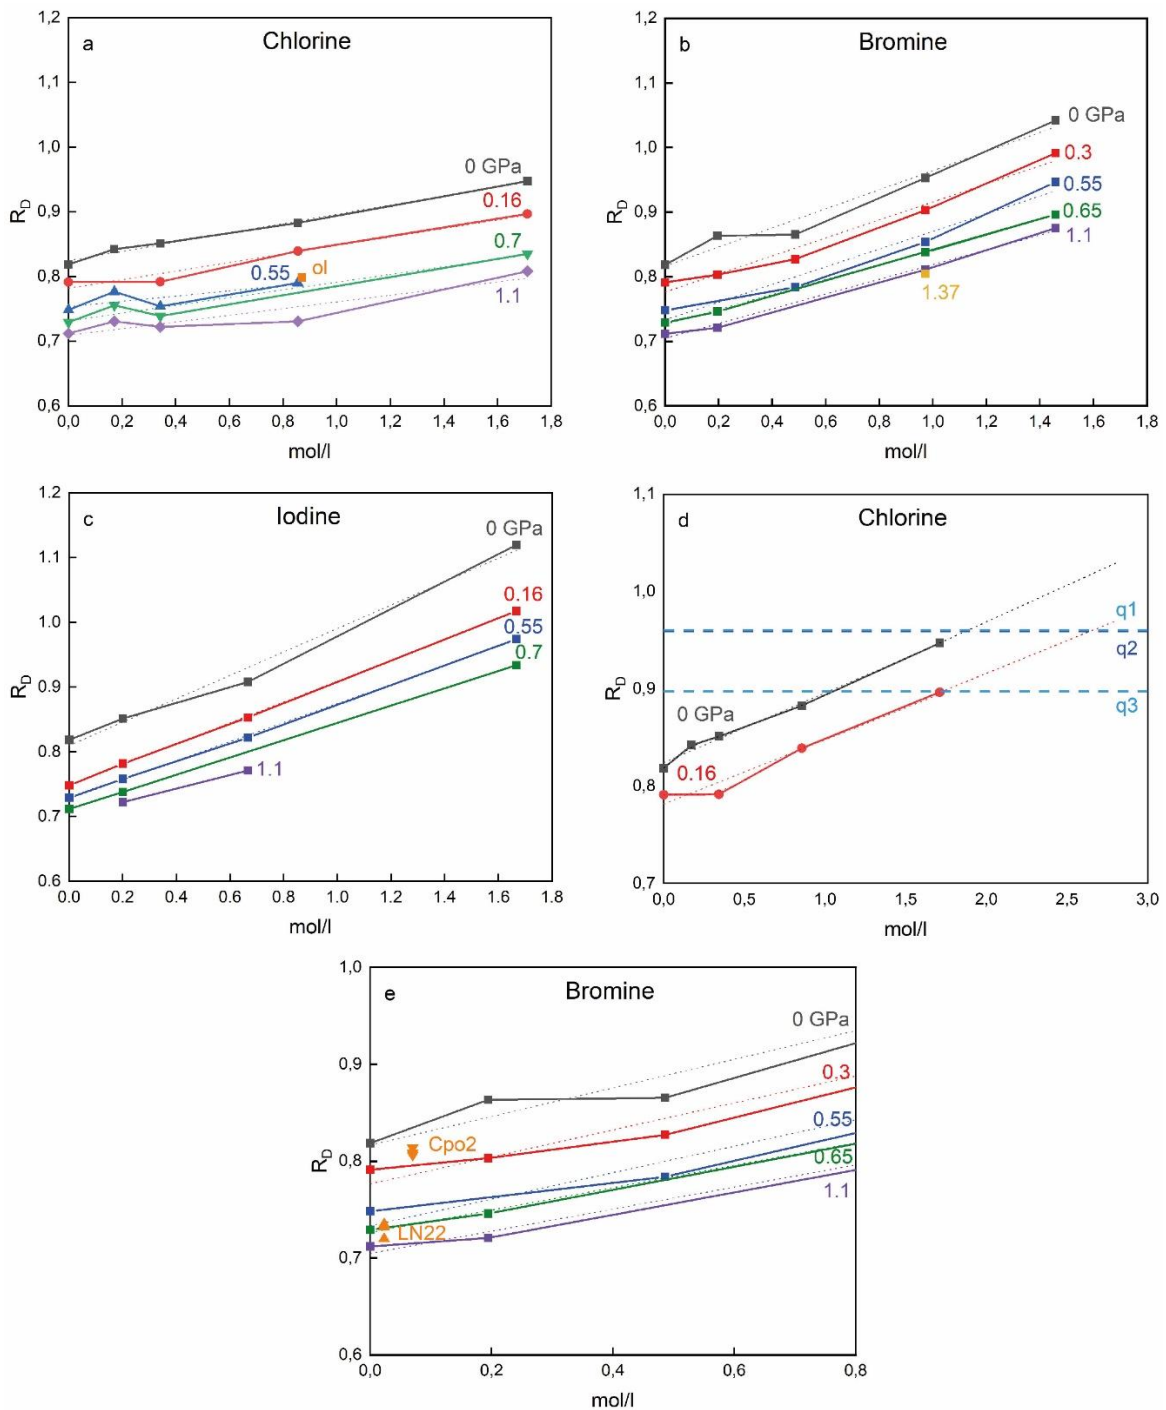 a Chlorine
1,2
1,1
1,0
0,9
0,8
0,7
0,6
R_D
0 GPa
0.16
0.7
0.55
ol
1.1
0,0 0,2 0,4 0,6 0,8 1,0 1,2 1,4 1,6 1,8
mol/l
b Bromine
1,2
1,1
1,0
0,9
0,8
0,7
0,6
R_D
0 GPa
0.3
0.55
0.65
1.1
1.37
0,0 0,2 0,4 0,6 0,8 1,0 1,2 1,4 1,6 1,8
mol/l
c Iodine
1.2
1.1
1.0
0.9
0.8
0.7
0.6
R_D
0 GPa
0.16
0.55
0.7
1.1
0.0 0.2 0.4 0.6 0.8 1.0 1.2 1.4 1.6 1.8
mol/l
d Chlorine
1,1
1,0
0,9
0,8
0,7
R_D
q1
q2
q3
0 GPa
0.16
0,0 0,5 1,0 1,5 2,0 2,5 3,0
mol/l
e Bromine
1,0
0,9
0,8
0,7
0,6
R_D
0 GPa
0.3
0.55
0.65
1.1
Cpo2
LN22
0,0 0,2 0,4 0,6 0,8
mol/l